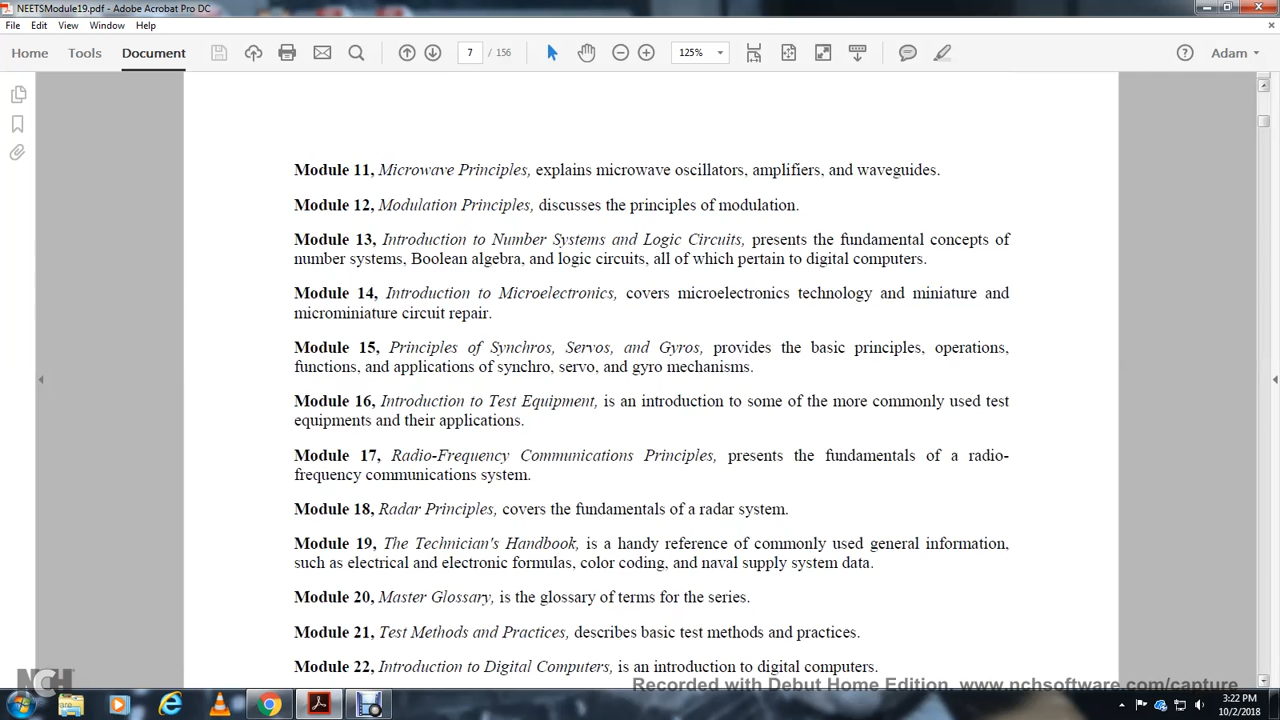 NEETSModule19.pdf - Adobe Acrobat Pro DC
File Edit View Window Help
Home Tools Document 7 / 156 125% Adam
Module 11, Microwave Principles, explains microwave oscillators, amplifiers, and waveguides.
Module 12, Modulation Principles, discusses the principles of modulation.
Module 13, Introduction to Number Systems and Logic Circuits, presents the fundamental concepts of
number systems, Boolean algebra, and logic circuits, all of which pertain to digital computers.
Module 14, Introduction to Microelectronics, covers microelectronics technology and miniature and
microminiature circuit repair.
Module 15, Principles of Synchros, Servos, and Gyros, provides the basic principles, operations,
functions, and applications of synchro, servo, and gyro mechanisms.
Module 16, Introduction to Test Equipment, is an introduction to some of the more commonly used test
equipments and their applications.
Module 17, Radio-Frequency Communications Principles, presents the fundamentals of a radio-
frequency communications system.
Module 18, Radar Principles, covers the fundamentals of a radar system.
Module 19, The Technician's Handbook, is a handy reference of commonly used general information,
such as electrical and electronic formulas, color coding, and naval supply system data.
Module 20, Master Glossary, is the glossary of terms for the series.
Module 21, Test Methods and Practices, describes basic test methods and practices.
Module 22, Introduction to Digital Computers, is an introduction to digital computers.
NCH
Recorded with Debut Home Edition. www.nchsoftware.com/capture
3:22 PM
10/2/2018